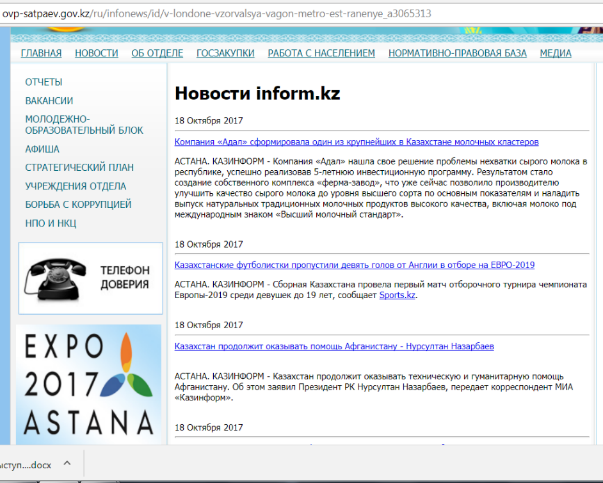 ovp-satpaev.gov.kz/ru/infonews/id/v-londone-vzorvalsya-vagon-metro-est-ranenye_a3065313
ГЛАВНАЯ НОВОСТИ ОБ ОТДЕЛЕ ГОСЗАКУПКИ РАБОТА С НАСЕЛЕНИЕМ НОРМАТИВНО-ПРАВОВАЯ БАЗА МЕДИА
ОТЧЕТЫ
ВАКАНСИИ
МОЛОДЕЖНО-
ОБРАЗОВАТЕЛЬНЫЙ БЛОК
АФИША
СТРАТЕГИЧЕСКИЙ ПЛАН
УЧРЕЖДЕНИЯ ОТДЕЛА
БОРЬБА С КОРРУПЦИЕЙ
НПО И НКЦ
ТЕЛЕФОН
ДОВЕРИЯ
EXPO
2017
ASTANA
Новости inform.kz
18 Октября 2017
Компания «Адал» сформировала один из крупнейших в Казахстане молочных кластеров
АСТАНА. КАЗИНФОРМ - Компания «Адал» нашла свое решение проблемы нехватки сырого молока в
республике, успешно реализовав 5-летнюю инвестиционную программу. Результатом стало
создание собственного комплекса «ферма-завод», что уже сейчас позволило производителю
улучшить качество сырого молока до уровня высшего сорта по основным показателям и наладить
выпуск натуральных традиционных молочных продуктов высокого качества, включая молоко под
международным знаком «Высший молочный стандарт».
18 Октября 2017
Казахстанские футболистки пропустили девять голов от Англии в отборе на ЕВРО-2019
АСТАНА. КАЗИНФОРМ - Сборная Казахстана провела первый матч отборочного турнира чемпионата
Европы-2019 среди девушек до 19 лет, сообщает Sports.kz.
18 Октября 2017
Казахстан продолжит оказывать помощь Афганистану - Нурсултан Назарбаев
АСТАНА. КАЗИНФОРМ - Казахстан продолжит оказывать техническую и гуманитарную помощь
Афганистану. Об этом заявил Президент РК Нурсултан Назарбаев, передает корреспондент МИА
«Казинформ».
18 Октября 2017
ыступ....docx